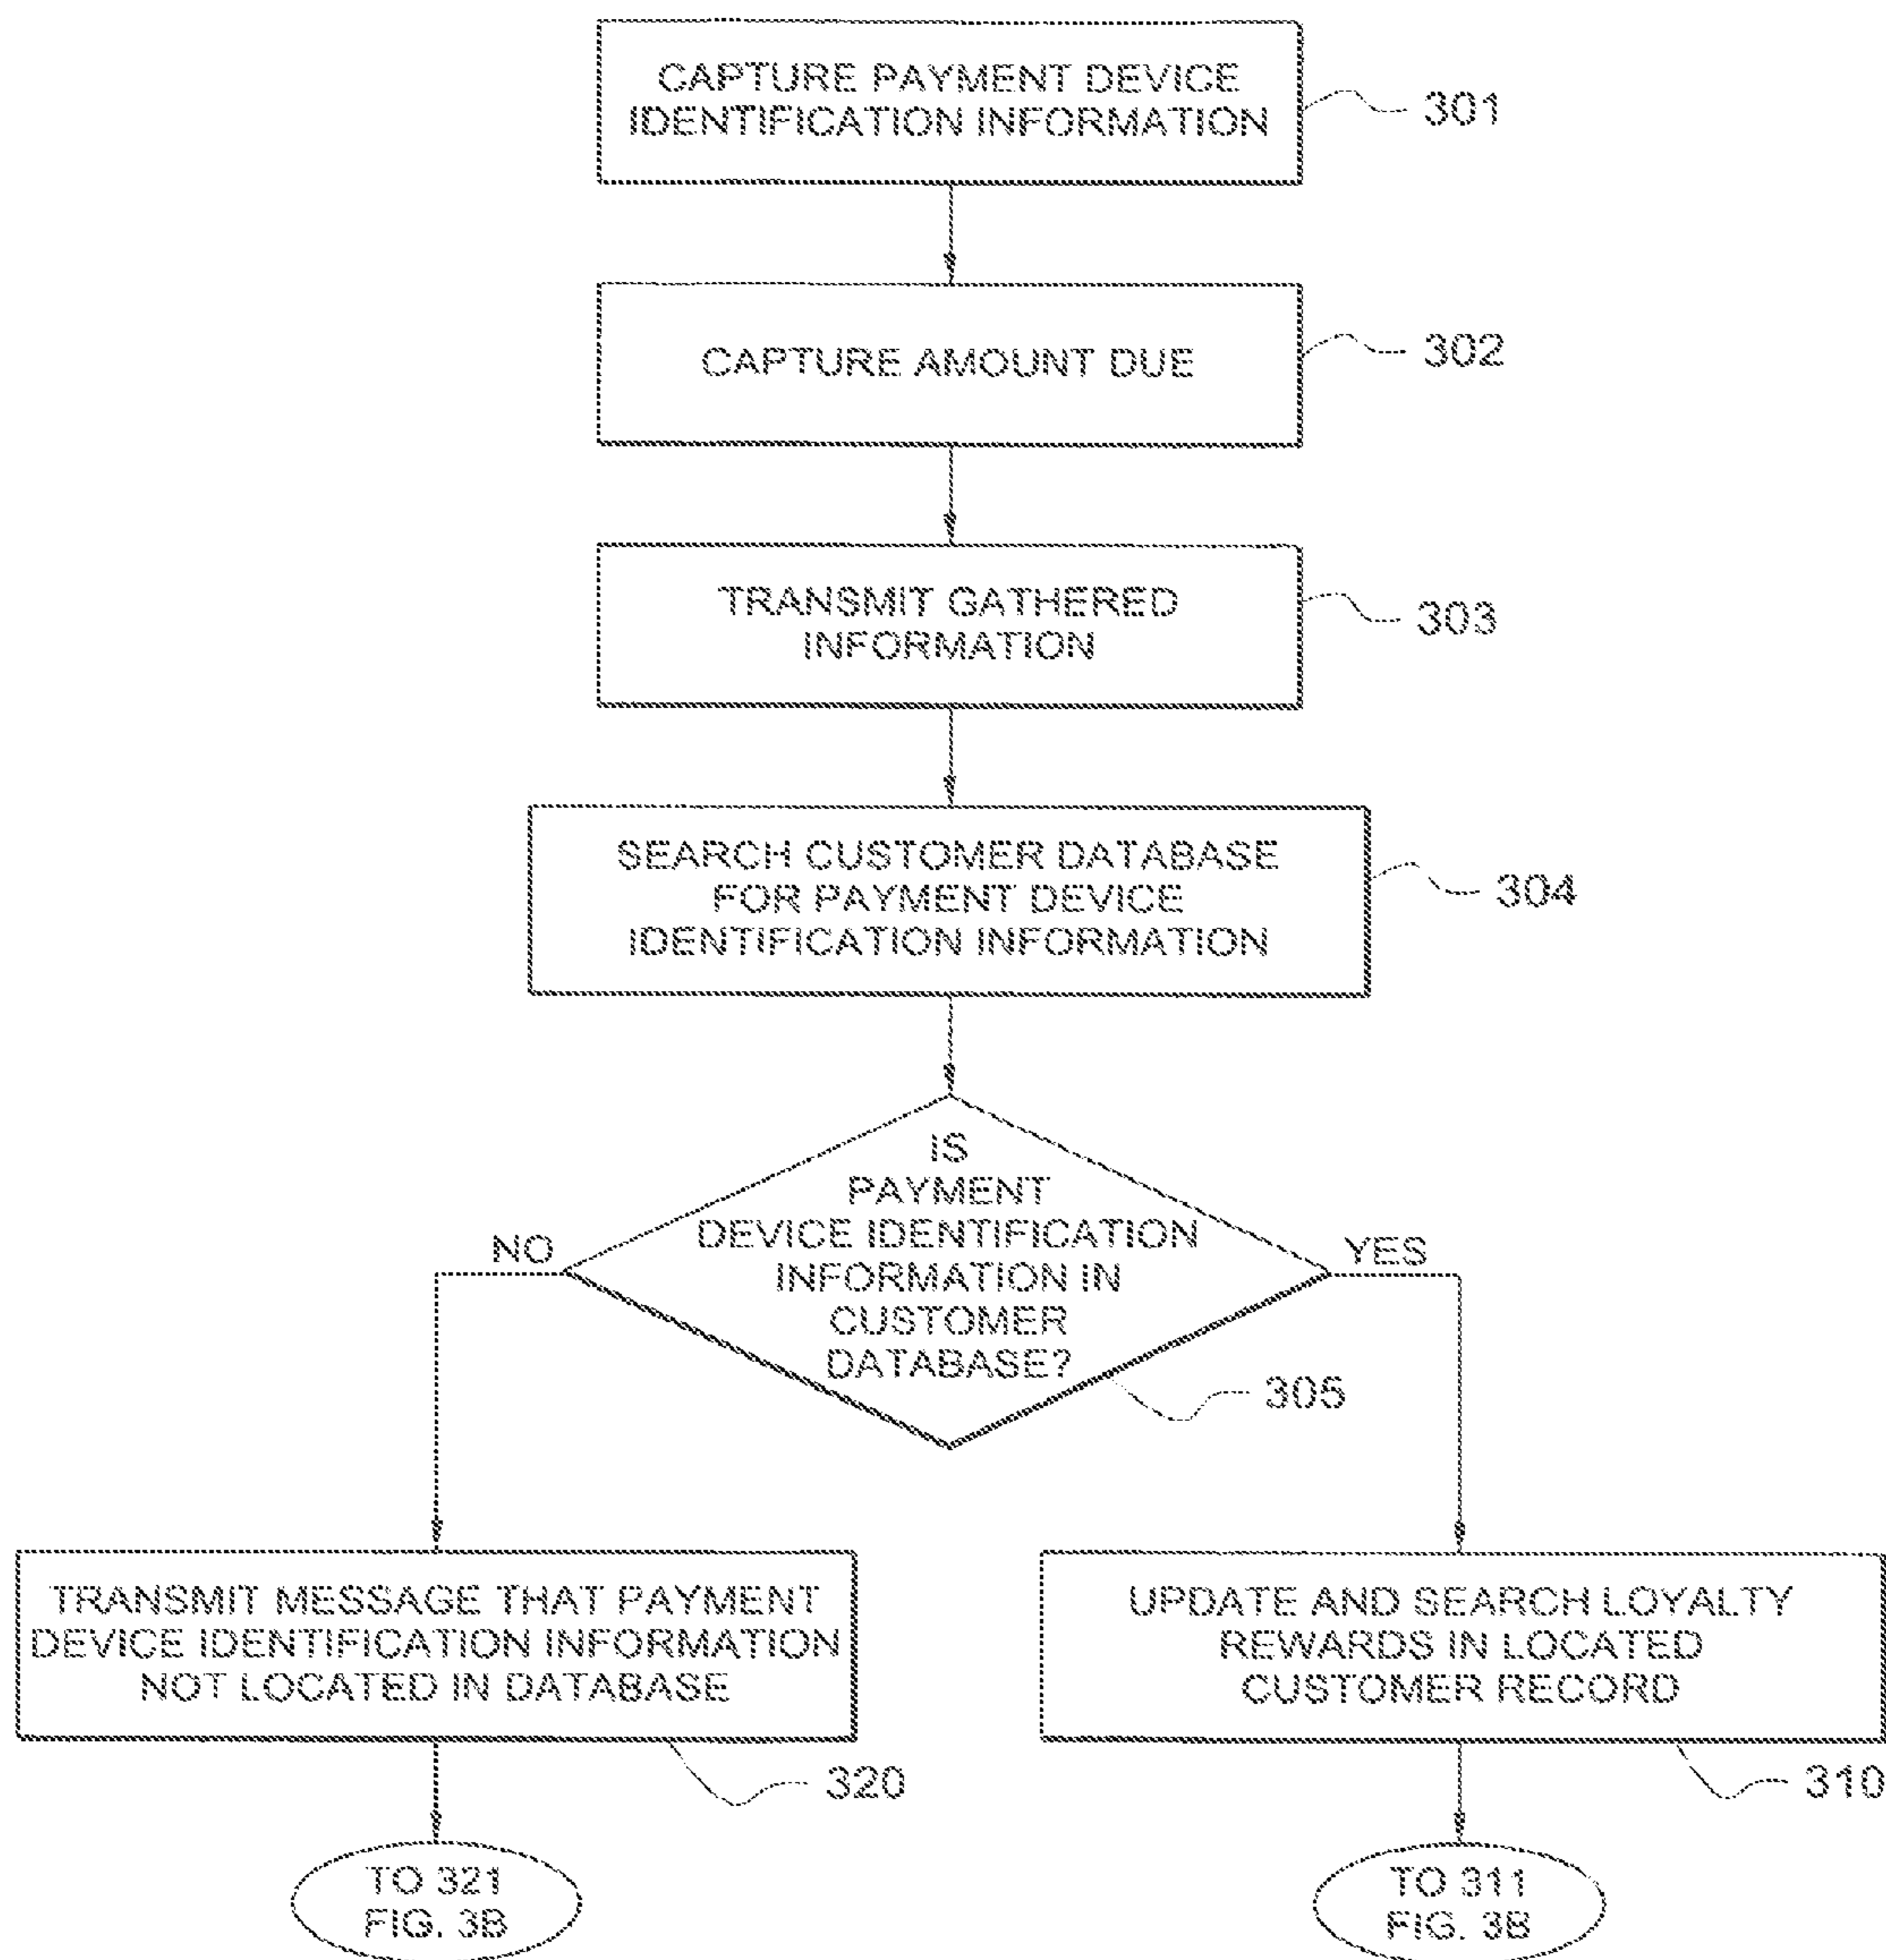 CAPTURE PAYMENT DEVICE
IDENTIFICATION INFORMATION
301
CAPTURE AMOUNT DUE
302
TRANSMIT GATHERED
INFORMATION
303
SEARCH CUSTOMER DATABASE
FOR PAYMENT DEVICE
IDENTIFICATION INFORMATION
304
IS
PAYMENT
DEVICE IDENTIFICATION
INFORMATION IN
CUSTOMER
DATABASE?
305
NO
YES
TRANSMIT MESSAGE THAT PAYMENT
DEVICE IDENTIFICATION INFORMATION
NOT LOCATED IN DATABASE
320
UPDATE AND SEARCH LOYALTY
REWARDS IN LOCATED
CUSTOMER RECORD
310
TO 321
FIG. 3B
TO 311
FIG. 3B